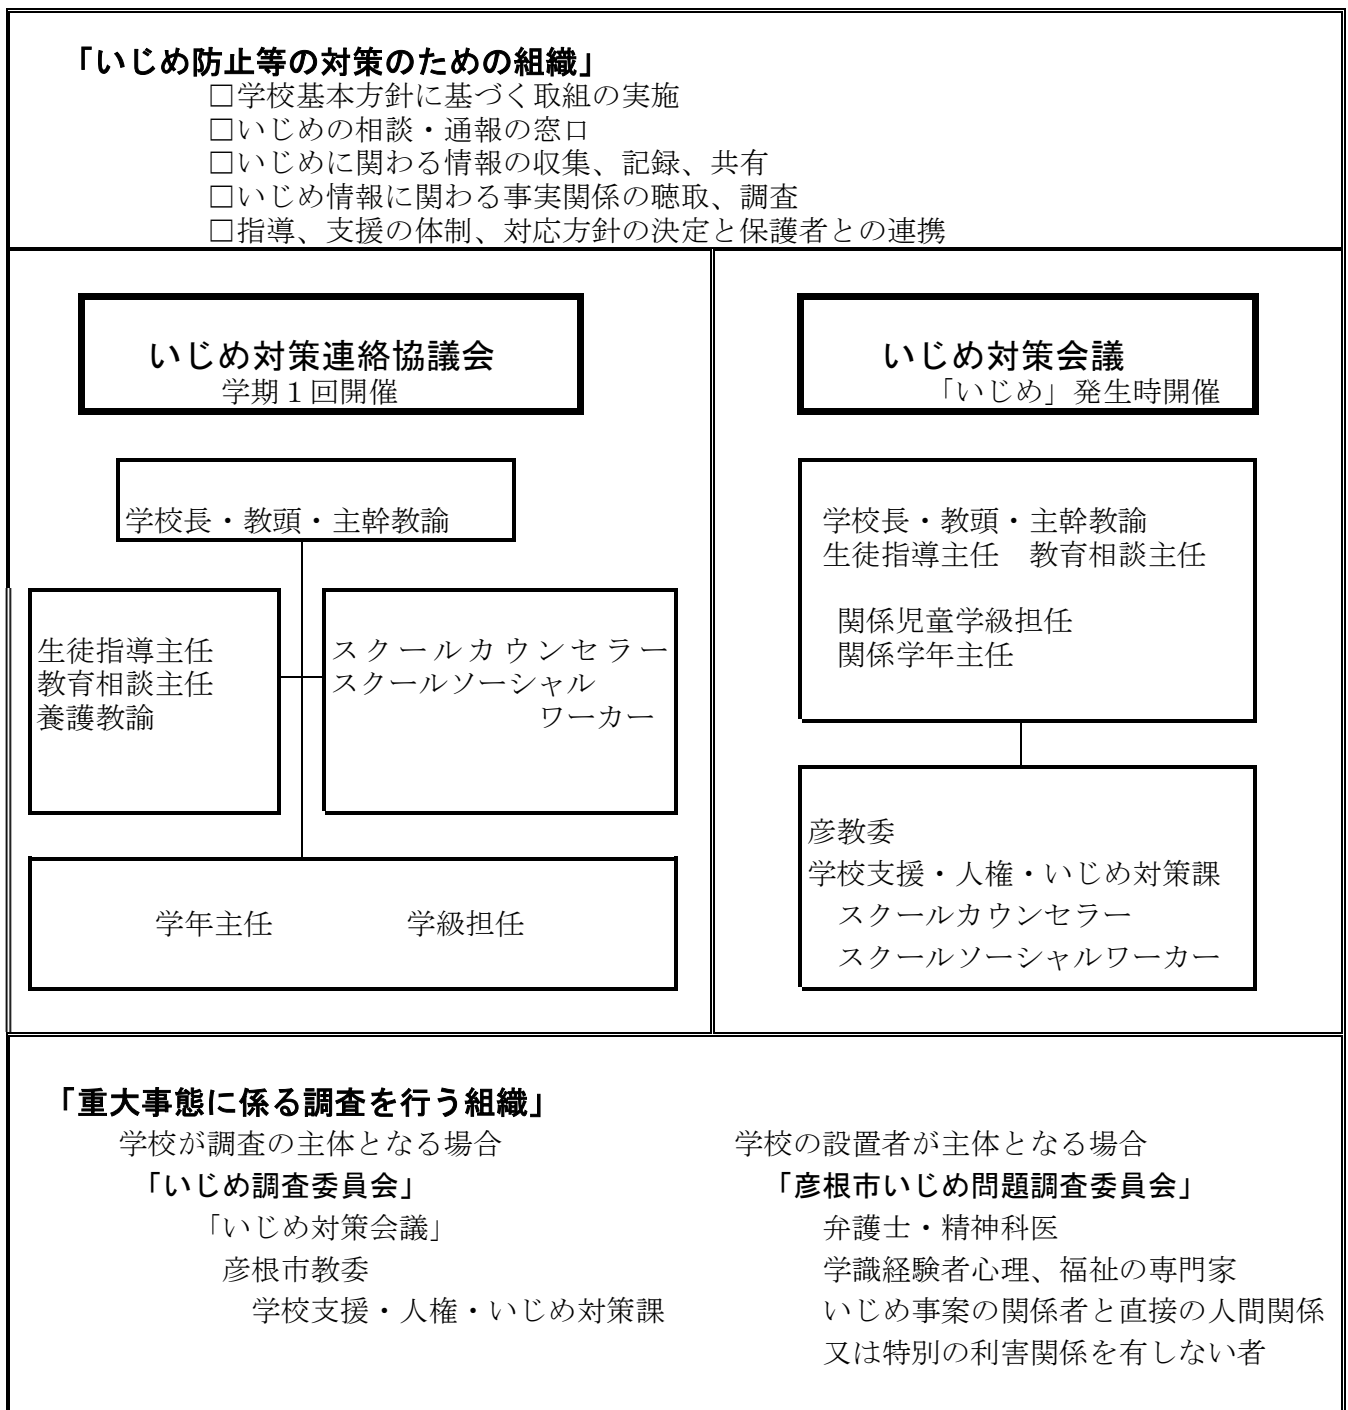 「いじめ防止等の対策のための組織」
□学校基本方針に基づく取組の実施
□いじめの相談・通報の窓口
□いじめに関わる情報の収集、記録、共有
□いじめ情報に関わる事実関係の聴取、調査
□指導、支援の体制、対応方針の決定と保護者との連携
いじめ対策連絡協議会
学期１回開催
学校長・教頭・主幹教諭
生徒指導主任
教育相談主任
養護教諭
スクールカウンセラー
スクールソーシャル
ワーカー
学年主任 学級担任
いじめ対策会議
「いじめ」発生時開催
学校長・教頭・主幹教諭
生徒指導主任 教育相談主任
関係児童学級担任
関係学年主任
彦教委
学校支援・人権・いじめ対策課
スクールカウンセラー
スクールソーシャルワーカー
「重大事態に係る調査を行う組織」
学校が調査の主体となる場合
「いじめ調査委員会」
「いじめ対策会議」
彦根市教委
学校支援・人権・いじめ対策課
学校の設置者が主体となる場合
「彦根市いじめ問題調査委員会」
弁護士・精神科医
学識経験者心理、福祉の専門家
いじめ事案の関係者と直接の人間関係
又は特別の利害関係を有しない者